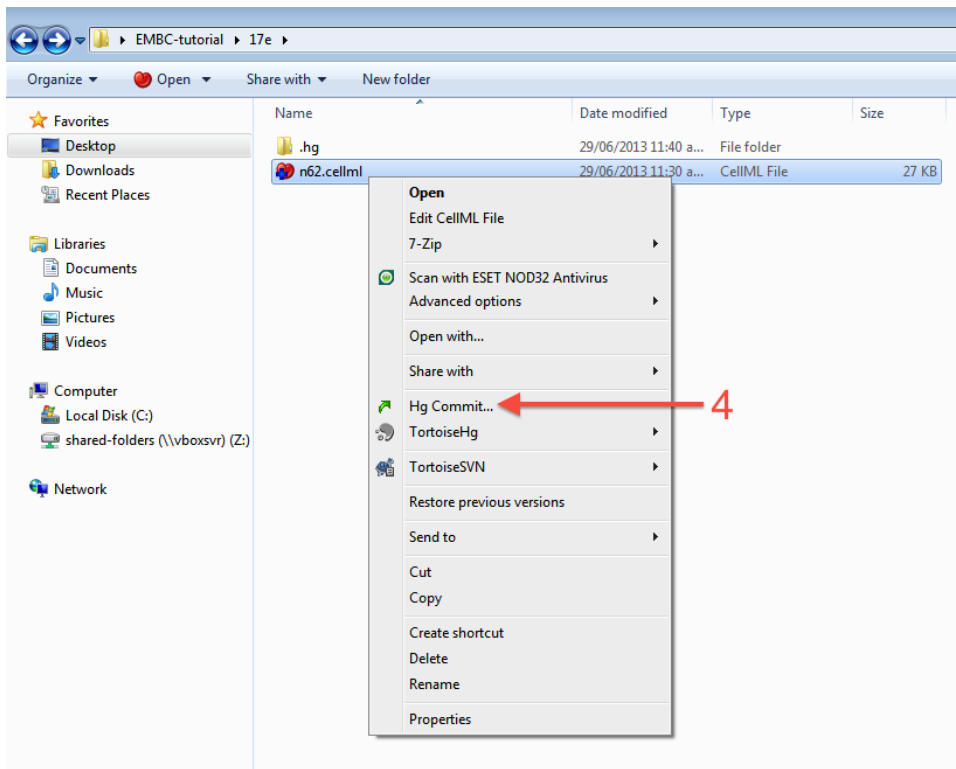 EMBC-tutorial 17e
Organize Open Share with New folder
Name Date modified Type Size
.hg 29/06/2013 11:40 a... File folder
n62.cellml 29/06/2013 11:30 a... CellML File 27 KB
Favorites
Desktop
Downloads
Recent Places
Libraries
Documents
Music
Pictures
Videos
Computer
Local Disk (C:)
shared-folders (\\vboxsvr) (Z:)
Network
Open
Edit CellML File
7-Zip
Scan with ESET NOD32 Antivirus
Advanced options
Open with...
Share with
Hg Commit... 4
TortoiseHg
TortoiseSVN
Restore previous versions
Send to
Cut
Copy
Create shortcut
Delete
Rename
Properties